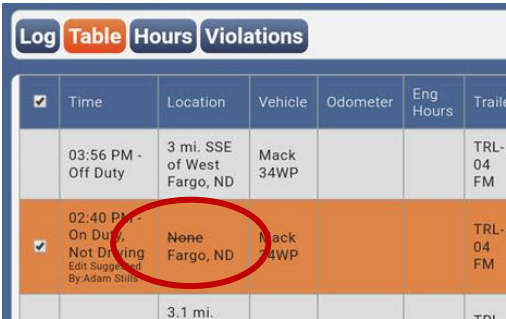 Log Table Hours Violations
Time Location Vehicle Odometer Eng Hours
03:56 PM - Off Duty
3 mi. SSE of West Fargo, ND
Mack 34WP
TRL-04 FM
02:40 PM - On Duty, Not Driving
Edit Suggested By:Adam Stills
None
Fargo, ND
Mack 34WP
TRL-04 FM
3.1 mi.